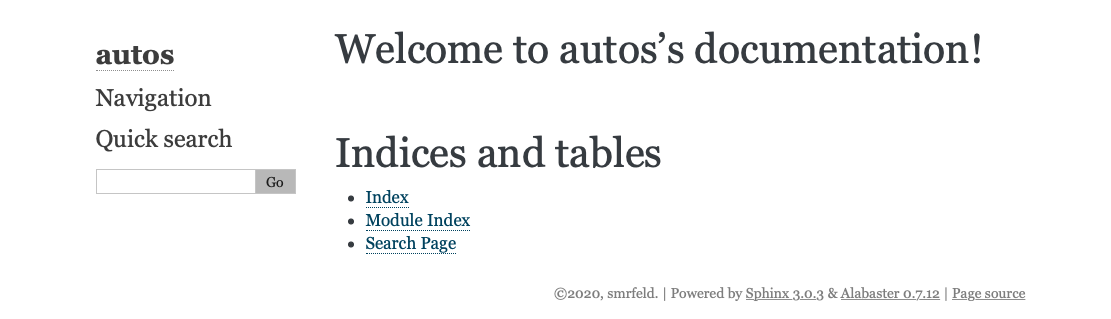 autos
Navigation
Quick search
Go
Welcome to autos’s documentation!
Indices and tables
Index
Module Index
Search Page
©2020, smrfeld. | Powered by Sphinx 3.0.3 & Alabaster 0.7.12 | Page source